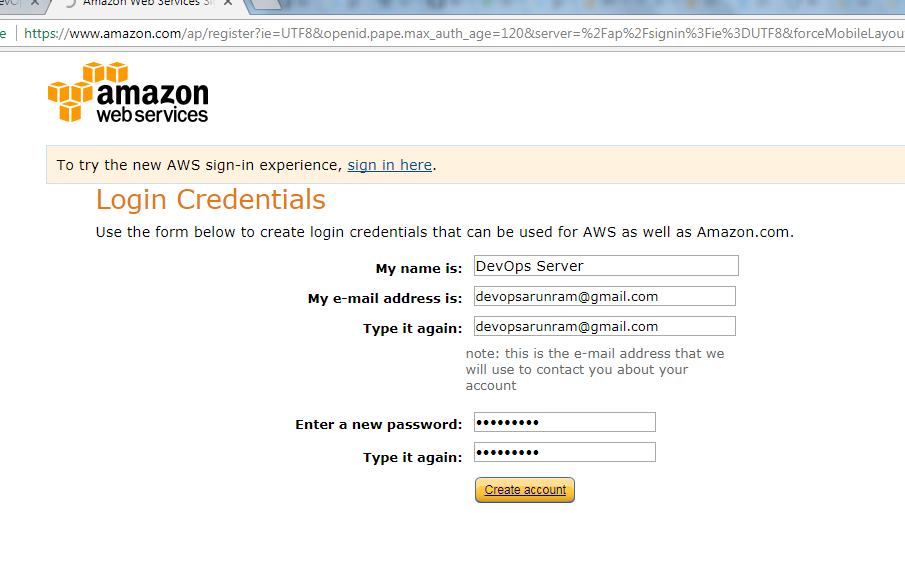 Amazon Web Services Si
e https://www.amazon.com/ap/register?ie=UTF8&openid.pape.max_auth_age=120&server=%2Fap%2Fsignin%3Fie%3DUTF8&forceMobileLayou
amazon
web services
To try the new AWS sign-in experience, sign in here.
Login Credentials
Use the form below to create login credentials that can be used for AWS as well as Amazon.com.
My name is: DevOps Server
My e-mail address is: devopsarunram@gmail.com
Type it again: devopsarunram@gmail.com
note: this is the e-mail address that we
will use to contact you about your
account
Enter a new password: •••••••••
Type it again: •••••••••
Create account